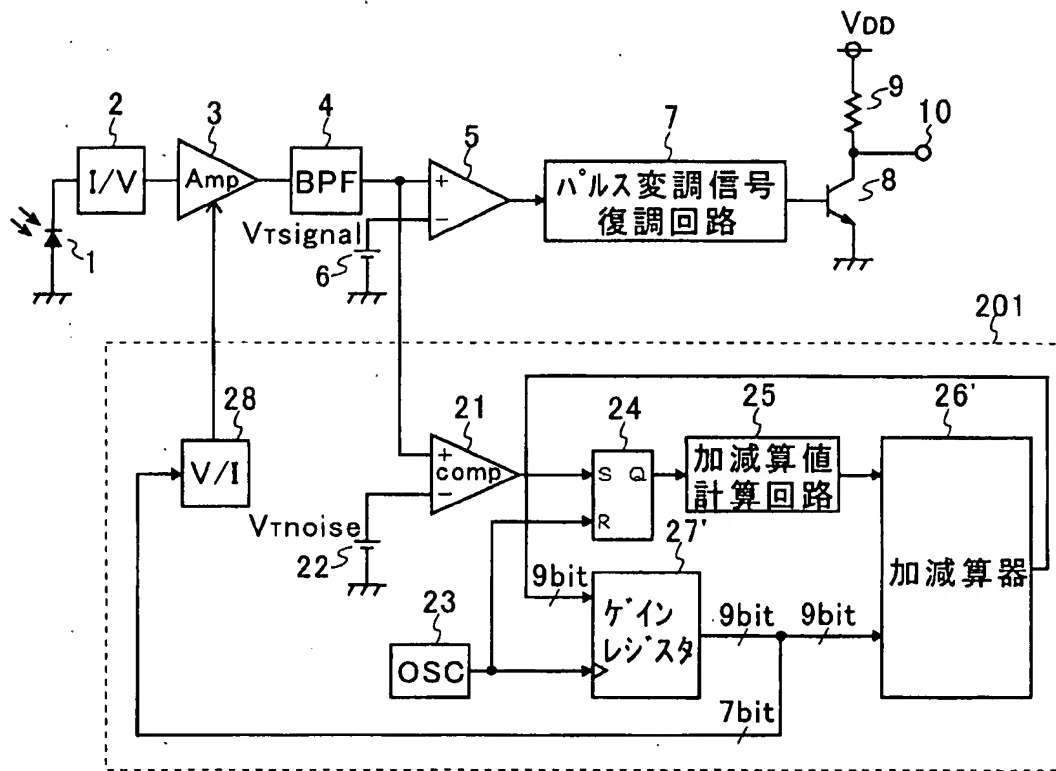 VDD
9
10
2
3
4
5
7
I/V
Amp
BPF
+
−
パルス変調信号
復調回路
8
VTsignal
6
1
201
28
21
24
25
26'
V/I
+
comp
−
S Q
R
加減算値
計算回路
VTnoise
22
27'
加減算器
9bit
ゲイン
レジスタ
9bit
9bit
23
OSC
7bit